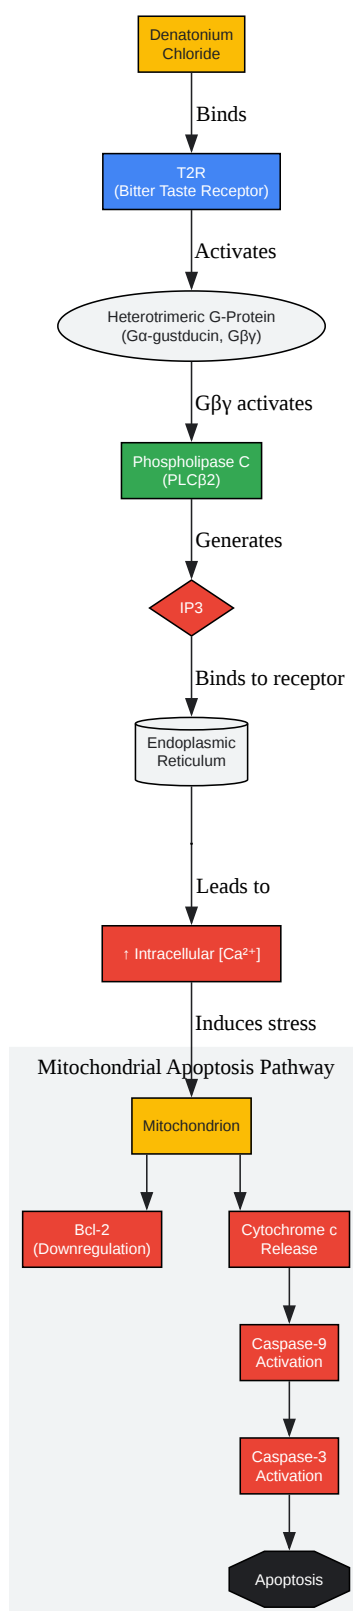 Denatonium
Chloride
Binds
T2R
(Bitter Taste Receptor)
Activates
Heterotrimeric G-Protein
(Gα-gustducin, Gβγ)
Gβγ activates
Phospholipase C
(PLCβ2)
Generates
IP3
Binds to receptor
Endoplasmic
Reticulum
Leads to
↑ Intracellular [Ca²⁺]
Induces stress
Mitochondrial Apoptosis Pathway
Mitochondrion
Bcl-2
(Downregulation)
Cytochrome c
Release
Caspase-9
Activation
Caspase-3
Activation
Apoptosis